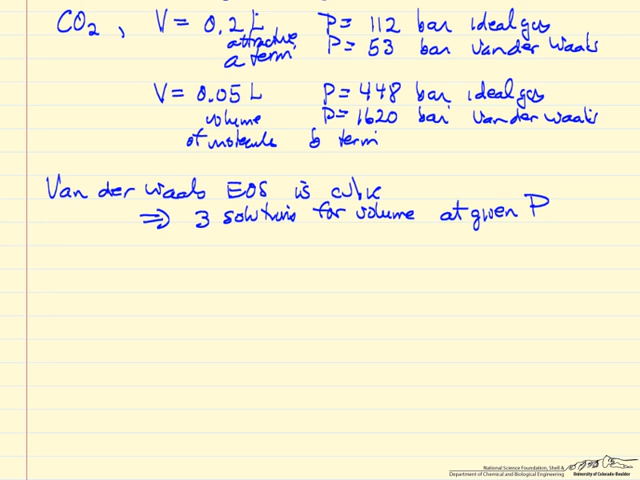 CO2, V = 0.2 L P = 112 bar ideal gas
attractive P = 53 bar van der Waals
a term
V = 0.05 L P = 448 bar ideal gas
volume P = 1620 bar van der Waals
of molecule b term
Van der Waals EOS is cubic
⇒ 3 solutions for volume at given P
National Science Foundation, Shell &
Department of Chemical and Biological Engineering
University of Colorado Boulder